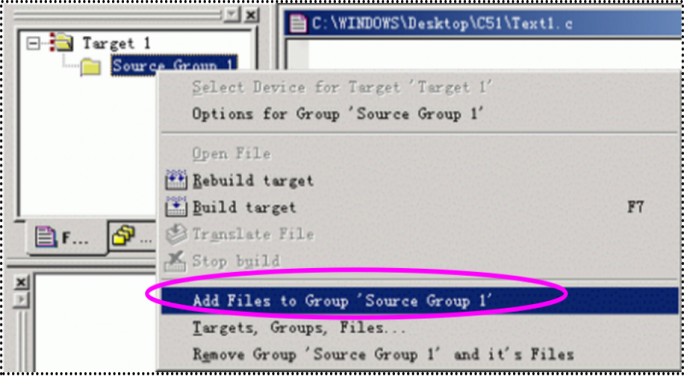 C:\WINDOWS\Desktop\C51\Text1.c
Target 1
Source Group 1
Select Device for Target 'Target 1'
Options for Group 'Source Group 1'
Open File
Rebuild target
Build target F7
Translate File
Stop build
F... ...
Add Files to Group 'Source Group 1'
Targets, Groups, Files...
Remove Group 'Source Group 1' and it's Files